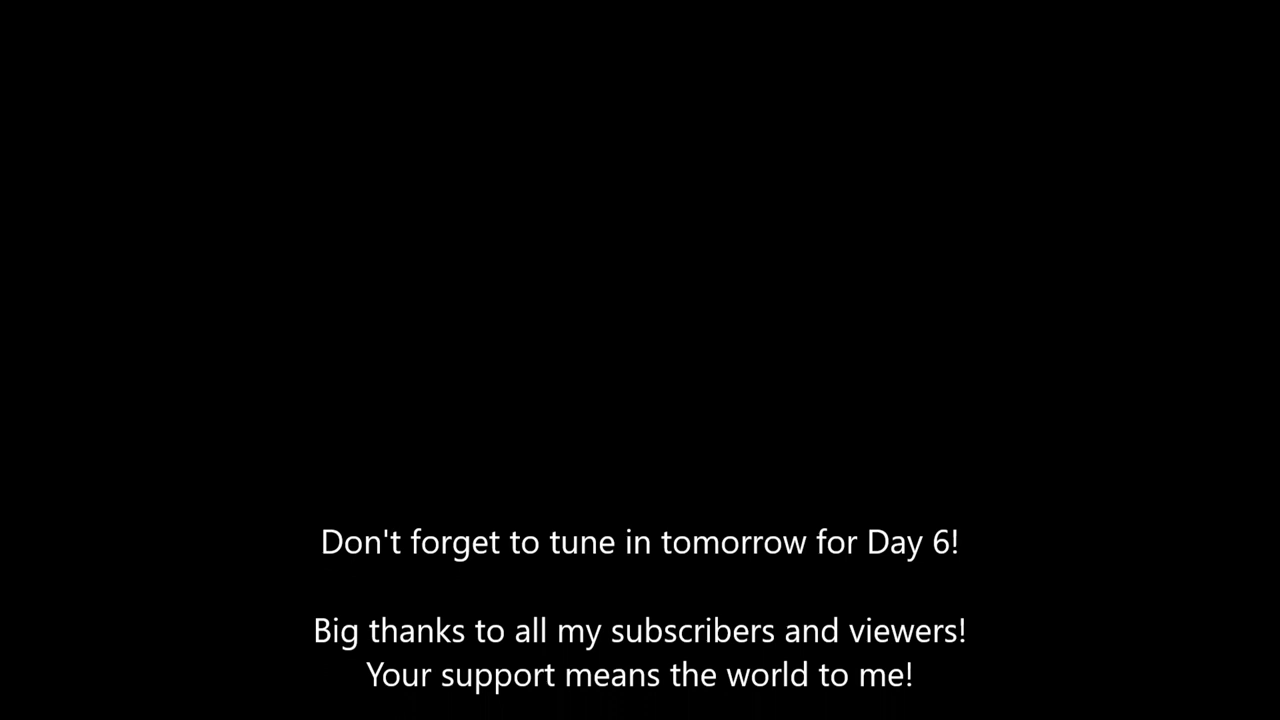 Don't forget to tune in tomorrow for Day 6!
Big thanks to all my subscribers and viewers!
Your support means the world to me!